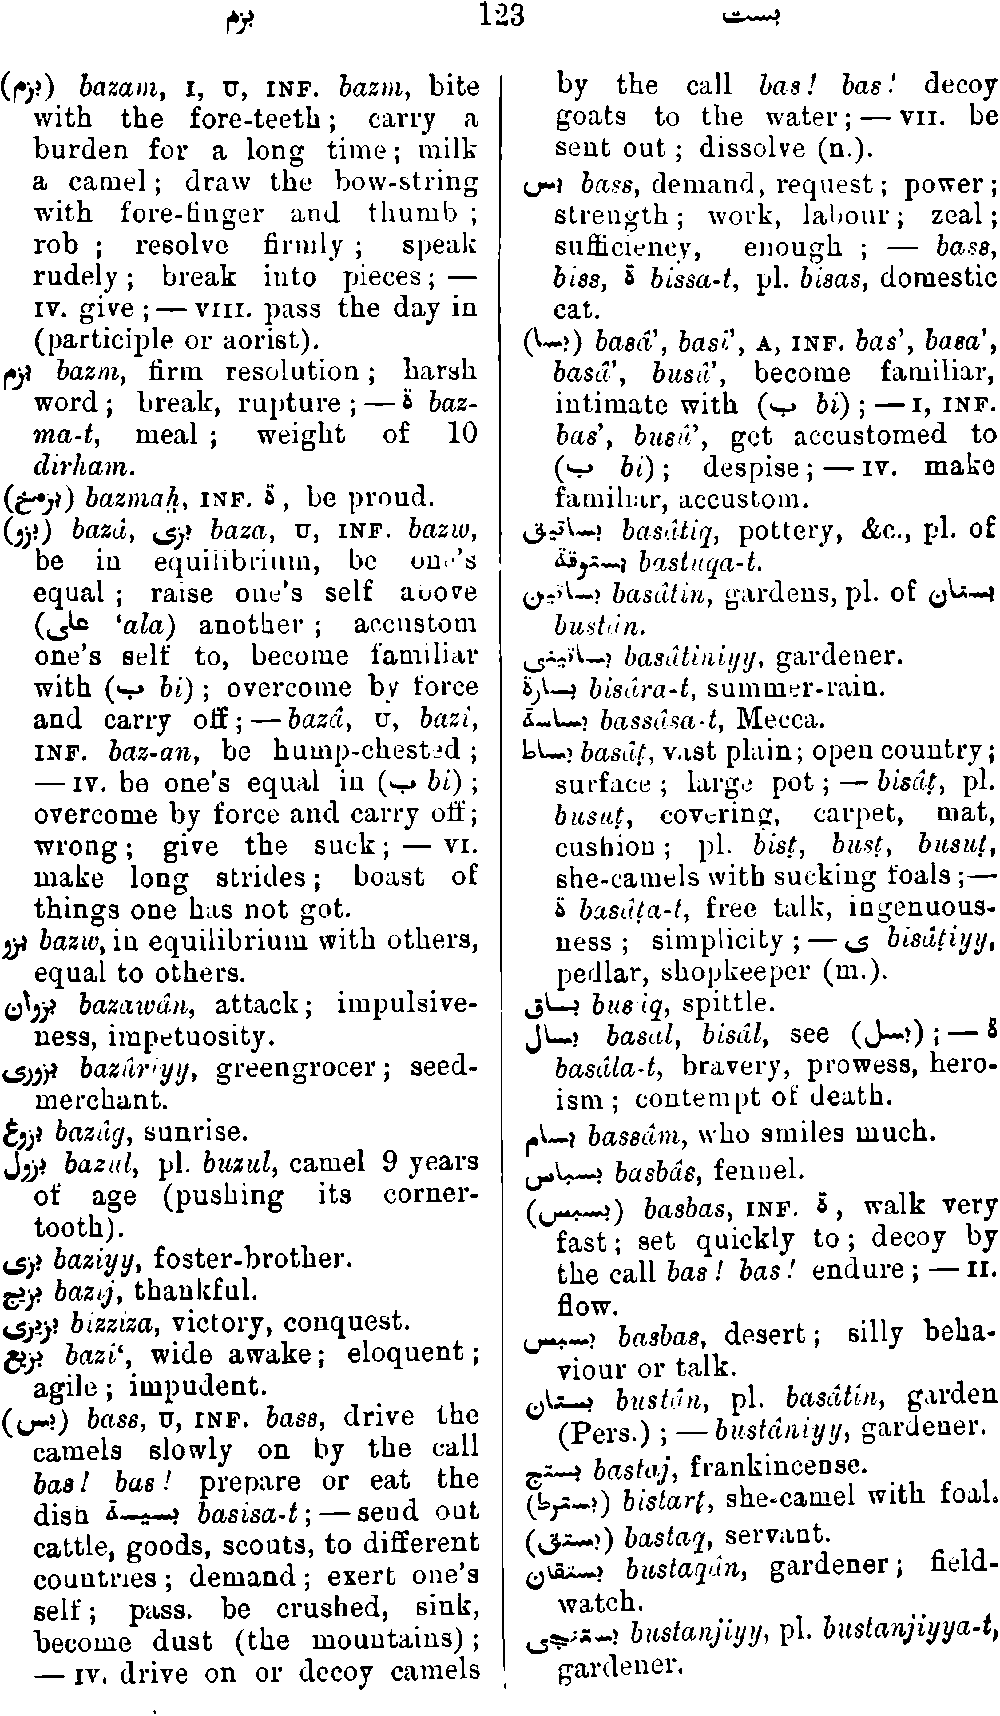 بزم 123 بست
(بزم) bazam, I, U, INF. bazm, bite
with the fore-teeth; carry a
burden for a long time; milk
a camel; draw the bow-string
with fore-finger and thumb;
rob; resolve firmly; speak
rudely; break into pieces; —
IV. give; — VIII. pass the day in
(participle or aorist).
بزم bazm, firm resolution; harsh
word; break, rupture; — ة baz-
ma-t, meal; weight of 10
dirham.
(بزمخ) bazmaḫ, INF. ة, be proud.
(بزو) bazâ, بزى baza, U, INF. bazw,
be in equilibrium, be one's
equal; raise one's self above
(على ‘ala) another; accustom
one's self to, become familiar
with (ب bi); overcome by force
and carry off; — bazâ, U, bazi,
INF. baz-an, be hump-chested;
— IV. be one's equal in (ب bi);
overcome by force and carry off;
wrong; give the suck; — VI.
make long strides; boast of
things one has not got.
بزو bazw, in equilibrium with others,
equal to others.
بزوان bazawân, attack; impulsive-
ness, impetuosity.
بزورى bazûriyy, greengrocer; seed-
merchant.
بزوغ bazûg, sunrise.
بزول bazûl, pl. buzul, camel 9 years
of age (pushing its corner-
tooth).
بزى baziyy, foster-brother.
بزيج bazîj, thankful.
بزيزى bizzîza, victory, conquest.
بزيع bazî‘, wide awake; eloquent;
agile; impudent.
(بس) bass, U, INF. bass, drive the
camels slowly on by the call
bas! bas! prepare or eat the
dish بسيسة basîsa-t; — send out
cattle, goods, scouts, to different
countries; demand; exert one's
self; pass. be crushed, sink,
become dust (the mountains);
— IV. drive on or decoy camels
by the call bas! bas! decoy
goats to the water; — VII. be
sent out; dissolve (n.).
بس bass, demand, request; power;
strength; work, labour; zeal;
sufficiency, enough; — bass,
biss, ة bissa-t, pl. bisas, domestic
cat.
(بسا) basâ’, basi’, A, INF. bas’, basa’,
basâ’, busû’, become familiar,
intimate with (ب bi); — I, INF.
bas’, busû’, get accustomed to
(ب bi); despise; — IV. make
familiar, accustom.
بساتيق basâtîq, pottery, &c., pl. of
بستوقة bastûqa-t.
بساتين basâtîn, gardens, pl. of بستان
bustân.
بساتينى basâtîniyy, gardener.
بسارة bisâra-t, summer-rain.
بساسة bassâsa-t, Mecca.
بساط basâṭ, vast plain; open country;
surface; large pot; — bisâṭ, pl.
busuṭ, covering, carpet, mat,
cushion; pl. bisṭ, busṭ, busuṭ,
she-camels with sucking foals; —
ة basâṭa-t, free talk, ingenuous-
ness; simplicity; — ى bisâṭiyy,
pedlar, shopkeeper (m.).
بساق busâq, spittle.
بسال basâl, bisâl, see (بسل); — ة
basâla-t, bravery, prowess, hero-
ism; contempt of death.
بسام bassâm, who smiles much.
بسباس basbâs, fennel.
(بسبس) basbas, INF. ة, walk very
fast; set quickly to; decoy by
the call bas! bas! endure; — II.
flow.
بسبس basbas, desert; silly beha-
viour or talk.
بستان bustân, pl. basâtîn, garden
(Pers.); — bustâniyy, gardener.
بستج bastaj, frankincense.
(بسترط) bistarṭ, she-camel with foal.
(بستق) bastaq, servant.
بستقان bustaqân, gardener; field-
watch.
بستنجى bustanjiyy, pl. bustanjiyya-t,
gardener.